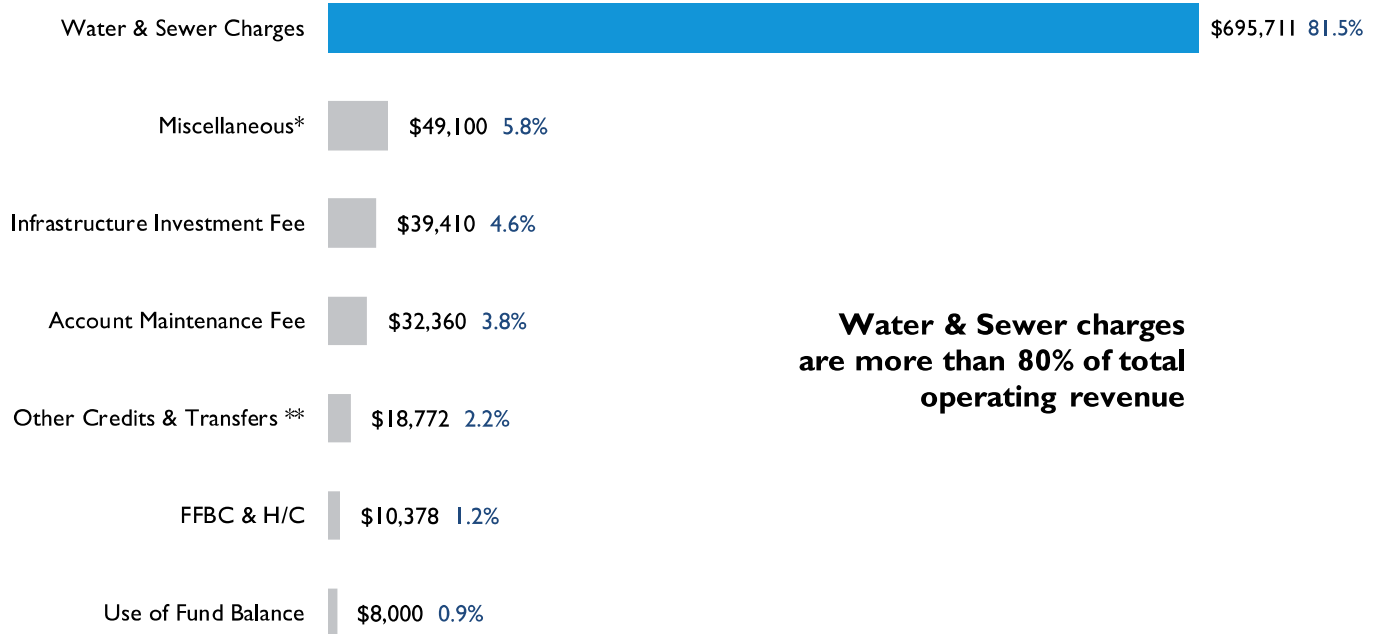 Water & Sewer Charges $695,711 81.5%
Miscellaneous* $49,100 5.8%
Infrastructure Investment Fee $39,410 4.6%
Account Maintenance Fee $32,360 3.8%
Water & Sewer charges
are more than 80% of total
operating revenue
Other Credits & Transfers ** $18,772 2.2%
FFBC & H/C $10,378 1.2%
Use of Fund Balance $8,000 0.9%